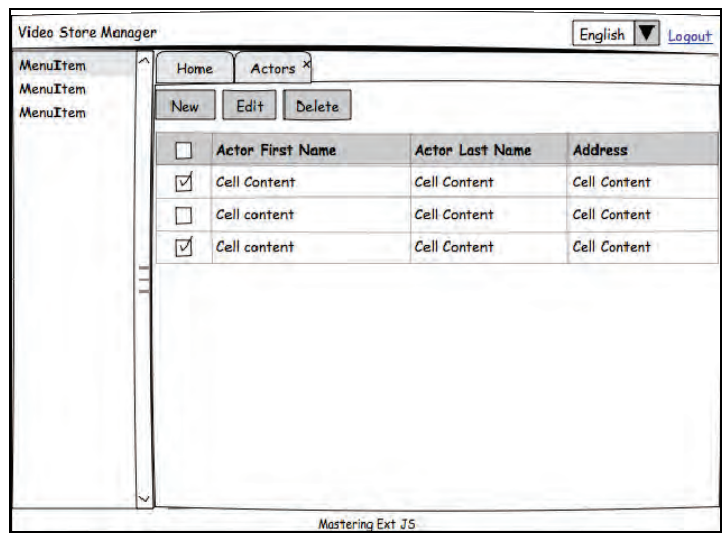 Video Store Manager
English
Logout
MenuItem
MenuItem
MenuItem
Home
Actors ×
New
Edit
Delete
Actor First Name
Actor Last Name
Address
Cell Content
Cell Content
Cell Content
Cell content
Cell Content
Cell Content
Cell content
Cell Content
Cell Content
Mastering Ext JS